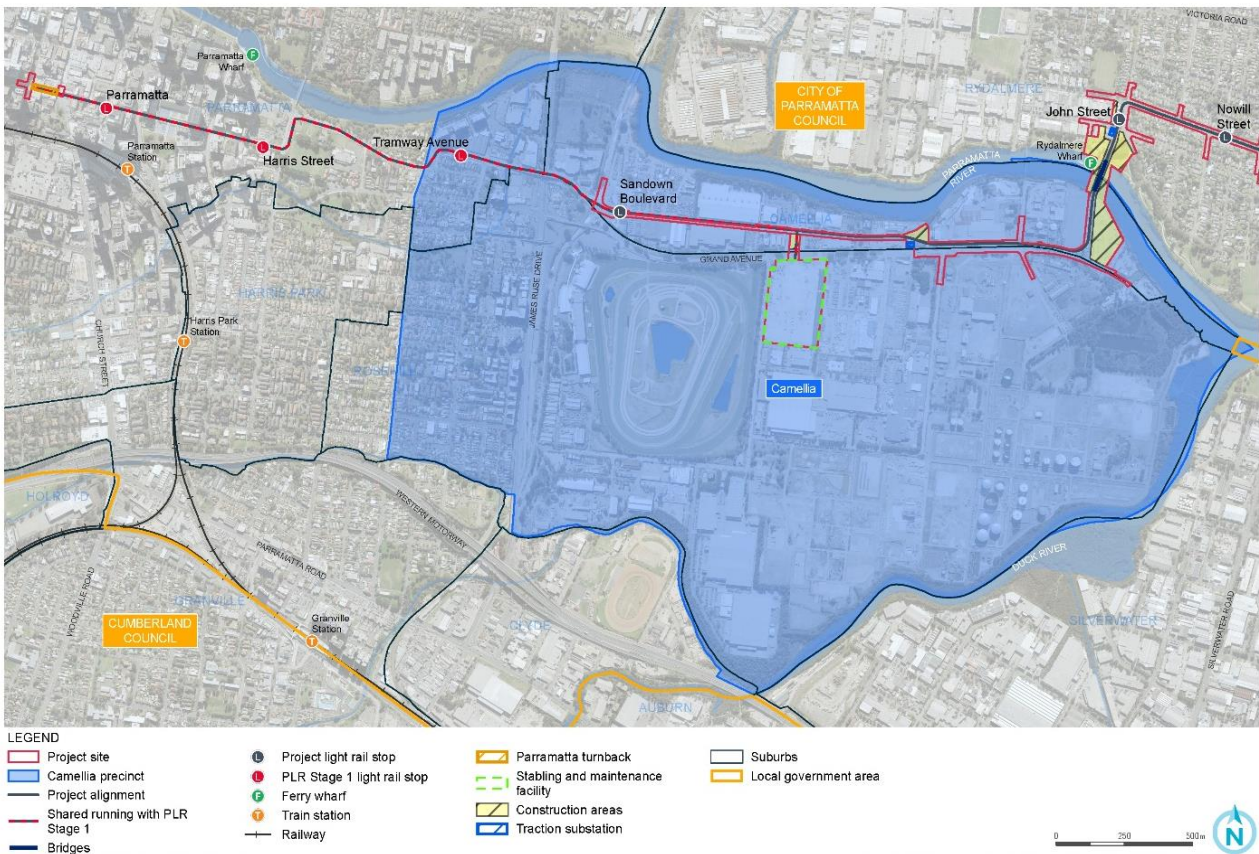 VICTORIA ROAD
Parramatta
Wharf
CITY OF
PARRAMATTA
COUNCIL
RYDALMERE
Parramatta
PARRAMATTA
John Street
Nowill
Street
Parramatta
Station
Harris Street
Tramway Avenue
Rydalmere
Wharf
PARRAMATTA
RIVER
Sandown
Boulevard
CAMELLIA
GRAND AVENUE
HARRIS PARK
JAMES RUSE DRIVE
Harris Park
Station
CHURCH STREET
ROSEHILL
Camellia
HOLROYD
WESTERN MOTORWAY
PARRAMATTA ROAD
WOODVILLE ROAD
GRANVILLE
CUMBERLAND
COUNCIL
Granville
Station
CLYDE
DUCK RIVER
SILVERWATER
SILVERWATER ROAD
AUBURN
LEGEND
Project site
Camellia precinct
Project alignment
Shared running with PLR
Stage 1
Bridges
Project light rail stop
PLR Stage 1 light rail stop
Ferry wharf
Train station
Railway
Parramatta turnback
Stabling and maintenance
facility
Construction areas
Traction substation
Suburbs
Local government area
0 250 500m
N